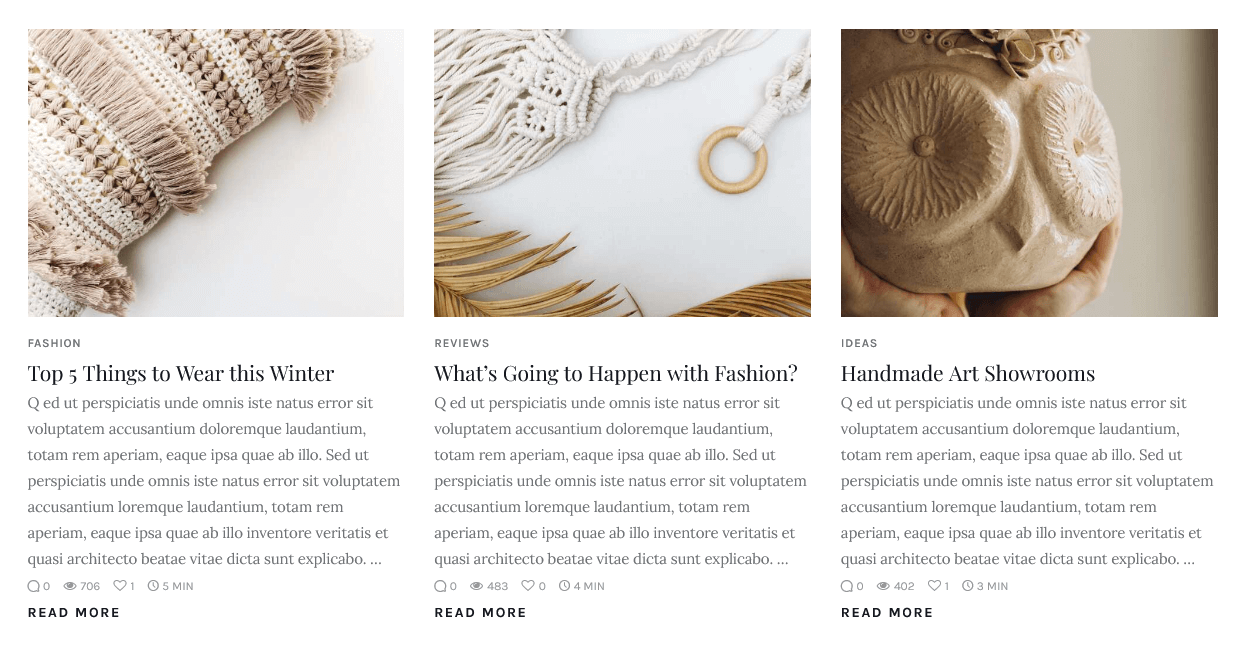 FASHION
Top 5 Things to Wear this Winter
Q ed ut perspiciatis unde omnis iste natus error sit
voluptatem accusantium doloremque laudantium,
totam rem aperiam, eaque ipsa quae ab illo. Sed ut
perspiciatis unde omnis iste natus error sit voluptatem
accusantium loremque laudantium, totam rem
aperiam, eaque ipsa quae ab illo inventore veritatis et
quasi architecto beatae vitae dicta sunt explicabo. ...
0 706 1 5 MIN
READ MORE
REVIEWS
What’s Going to Happen with Fashion?
Q ed ut perspiciatis unde omnis iste natus error sit
voluptatem accusantium doloremque laudantium,
totam rem aperiam, eaque ipsa quae ab illo. Sed ut
perspiciatis unde omnis iste natus error sit voluptatem
accusantium loremque laudantium, totam rem
aperiam, eaque ipsa quae ab illo inventore veritatis et
quasi architecto beatae vitae dicta sunt explicabo. ...
0 483 0 4 MIN
READ MORE
IDEAS
Handmade Art Showrooms
Q ed ut perspiciatis unde omnis iste natus error sit
voluptatem accusantium doloremque laudantium,
totam rem aperiam, eaque ipsa quae ab illo. Sed ut
perspiciatis unde omnis iste natus error sit voluptatem
accusantium loremque laudantium, totam rem
aperiam, eaque ipsa quae ab illo inventore veritatis et
quasi architecto beatae vitae dicta sunt explicabo. ...
0 402 1 3 MIN
READ MORE